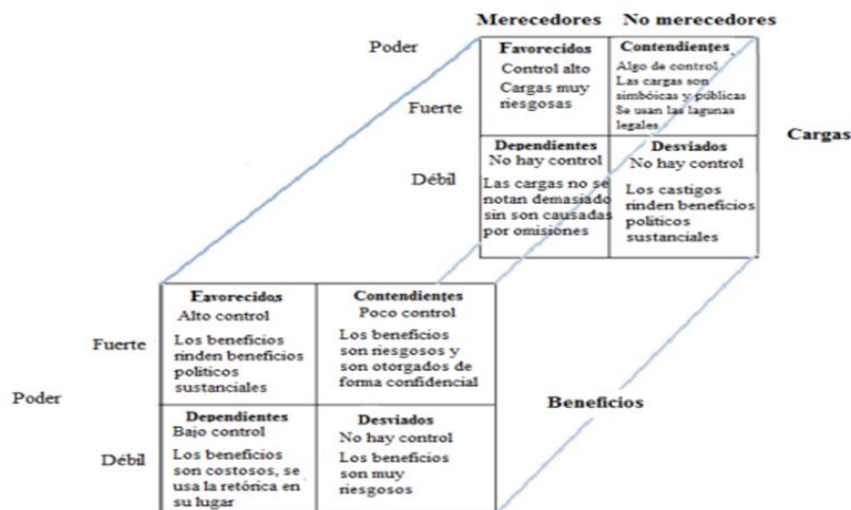 Merecedores No merecedores
Poder
Favorecidos
Control alto
Cargas muy
riesgosas
Contendientes
Algo de control
Las cargas son
simbóicas y públicas
Se usan las lagunas
legales
Fuerte
Cargas
Dependientes
No hay control
Las cargas no se
notan demasiado
sin son causadas
por omisiones
Desviados
No hay control
Los castigos
rinden beneficios
políticos
sustanciales
Débil
Favorecidos
Alto control
Los beneficios
rinden beneficios
políticos
sustanciales
Contendientes
Poco control
Los beneficios
son riesgosos y
son otorgados de
forma confidencial
Fuerte
Poder
Beneficios
Dependientes
Bajo control
Los beneficios
son costosos, se
usa la retórica en
su lugar
Desviados
No hay control
Los beneficios
son muy
riesgosos
Débil